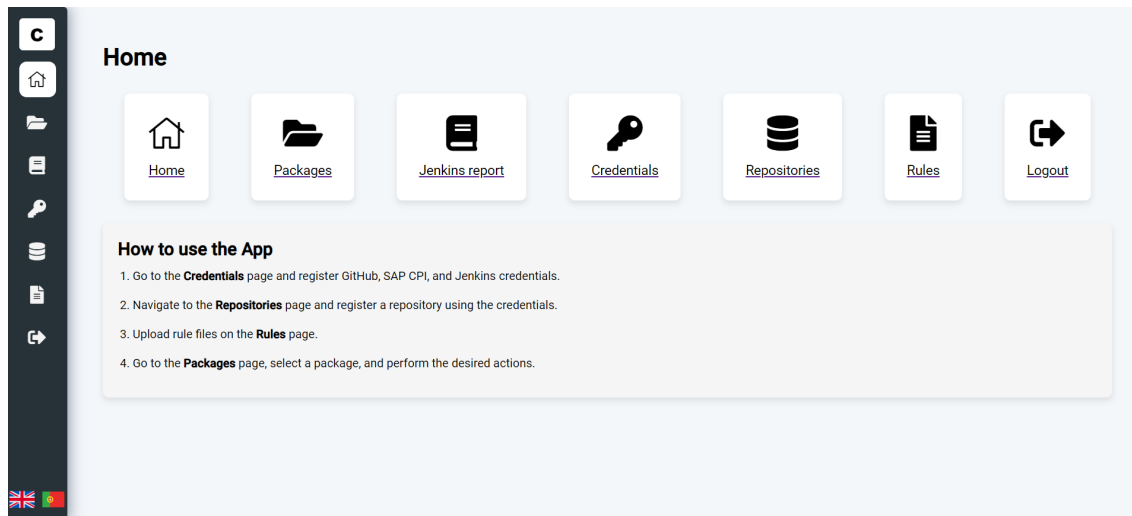 C
Home
Home
Packages
Jenkins report
Credentials
Repositories
Rules
Logout
How to use the App
1. Go to the Credentials page and register GitHub, SAP CPI, and Jenkins credentials.
2. Navigate to the Repositories page and register a repository using the credentials.
3. Upload rule files on the Rules page.
4. Go to the Packages page, select a package, and perform the desired actions.